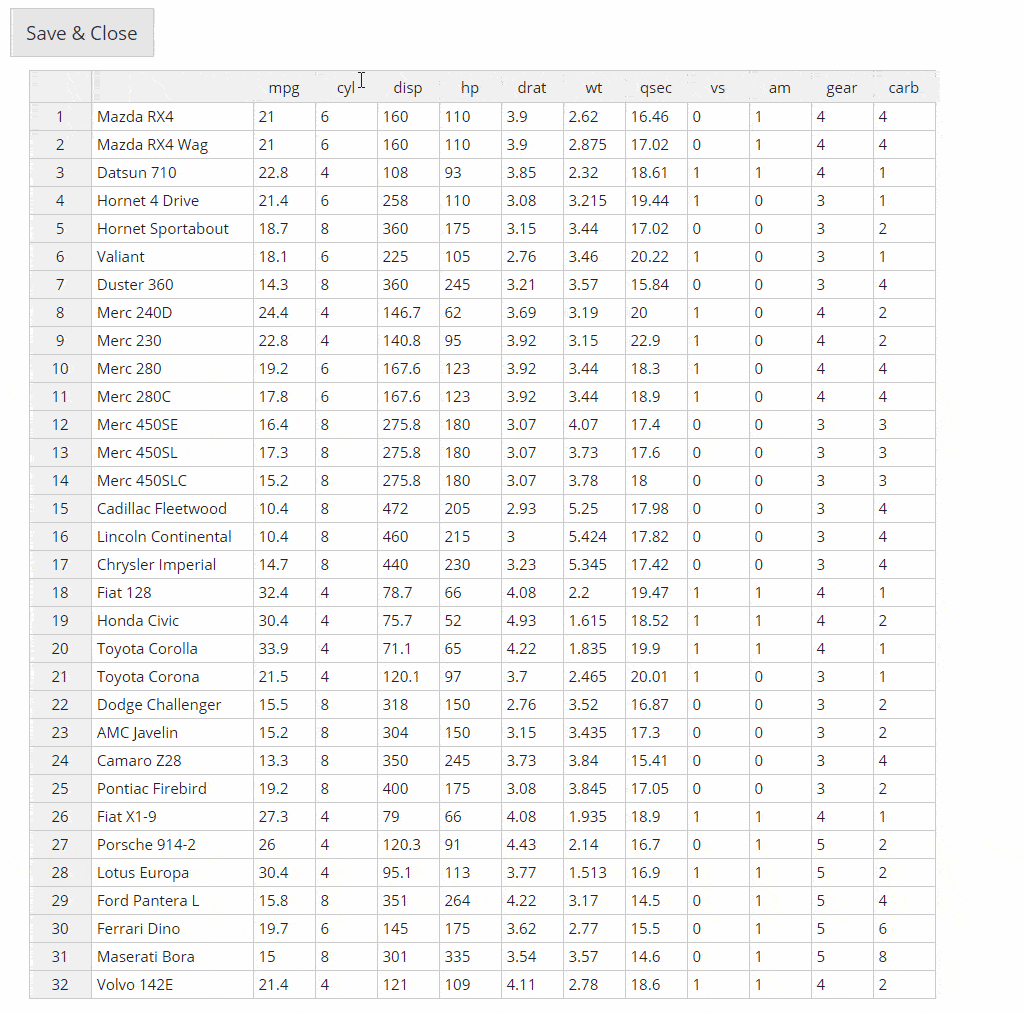 Save & Close
mpg cyl disp hp drat wt qsec vs am gear carb
1 Mazda RX4 21 6 160 110 3.9 2.62 16.46 0 1 4 4
2 Mazda RX4 Wag 21 6 160 110 3.9 2.875 17.02 0 1 4 4
3 Datsun 710 22.8 4 108 93 3.85 2.32 18.61 1 1 4 1
4 Hornet 4 Drive 21.4 6 258 110 3.08 3.215 19.44 1 0 3 1
5 Hornet Sportabout 18.7 8 360 175 3.15 3.44 17.02 0 0 3 2
6 Valiant 18.1 6 225 105 2.76 3.46 20.22 1 0 3 1
7 Duster 360 14.3 8 360 245 3.21 3.57 15.84 0 0 3 4
8 Merc 240D 24.4 4 146.7 62 3.69 3.19 20 1 0 4 2
9 Merc 230 22.8 4 140.8 95 3.92 3.15 22.9 1 0 4 2
10 Merc 280 19.2 6 167.6 123 3.92 3.44 18.3 1 0 4 4
11 Merc 280C 17.8 6 167.6 123 3.92 3.44 18.9 1 0 4 4
12 Merc 450SE 16.4 8 275.8 180 3.07 4.07 17.4 0 0 3 3
13 Merc 450SL 17.3 8 275.8 180 3.07 3.73 17.6 0 0 3 3
14 Merc 450SLC 15.2 8 275.8 180 3.07 3.78 18 0 0 3 3
15 Cadillac Fleetwood 10.4 8 472 205 2.93 5.25 17.98 0 0 3 4
16 Lincoln Continental 10.4 8 460 215 3 5.424 17.82 0 0 3 4
17 Chrysler Imperial 14.7 8 440 230 3.23 5.345 17.42 0 0 3 4
18 Fiat 128 32.4 4 78.7 66 4.08 2.2 19.47 1 1 4 1
19 Honda Civic 30.4 4 75.7 52 4.93 1.615 18.52 1 1 4 2
20 Toyota Corolla 33.9 4 71.1 65 4.22 1.835 19.9 1 1 4 1
21 Toyota Corona 21.5 4 120.1 97 3.7 2.465 20.01 1 0 3 1
22 Dodge Challenger 15.5 8 318 150 2.76 3.52 16.87 0 0 3 2
23 AMC Javelin 15.2 8 304 150 3.15 3.435 17.3 0 0 3 2
24 Camaro Z28 13.3 8 350 245 3.73 3.84 15.41 0 0 3 4
25 Pontiac Firebird 19.2 8 400 175 3.08 3.845 17.05 0 0 3 2
26 Fiat X1-9 27.3 4 79 66 4.08 1.935 18.9 1 1 4 1
27 Porsche 914-2 26 4 120.3 91 4.43 2.14 16.7 0 1 5 2
28 Lotus Europa 30.4 4 95.1 113 3.77 1.513 16.9 1 1 5 2
29 Ford Pantera L 15.8 8 351 264 4.22 3.17 14.5 0 1 5 4
30 Ferrari Dino 19.7 6 145 175 3.62 2.77 15.5 0 1 5 6
31 Maserati Bora 15 8 301 335 3.54 3.57 14.6 0 1 5 8
32 Volvo 142E 21.4 4 121 109 4.11 2.78 18.6 1 1 4 2